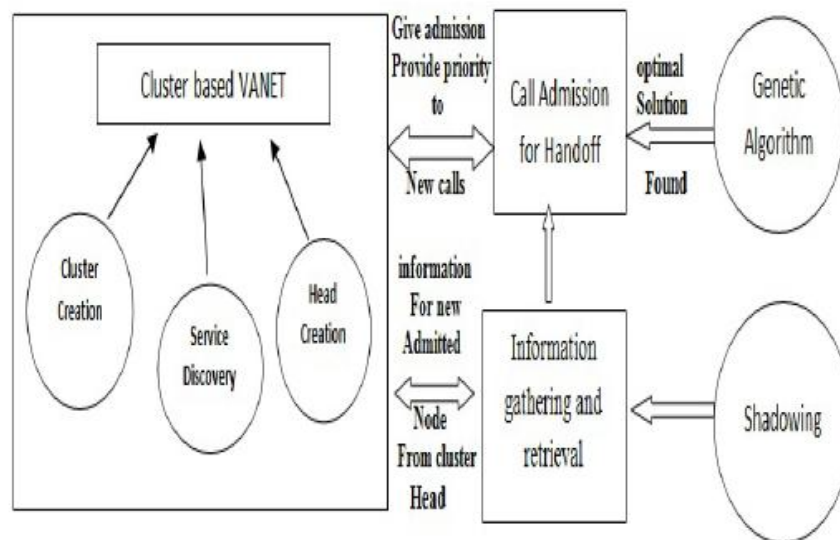 Cluster based VANET
Cluster
Creation
Service
Discovery
Head
Creation
Give admission
Provide priority
to
New calls
Call Admission
for Handoff
optimal
Solution
Found
Genetic
Algorithm
information
For new
Admitted
Node
From cluster
Head
Information
gathering and
retrieval
Shadowing